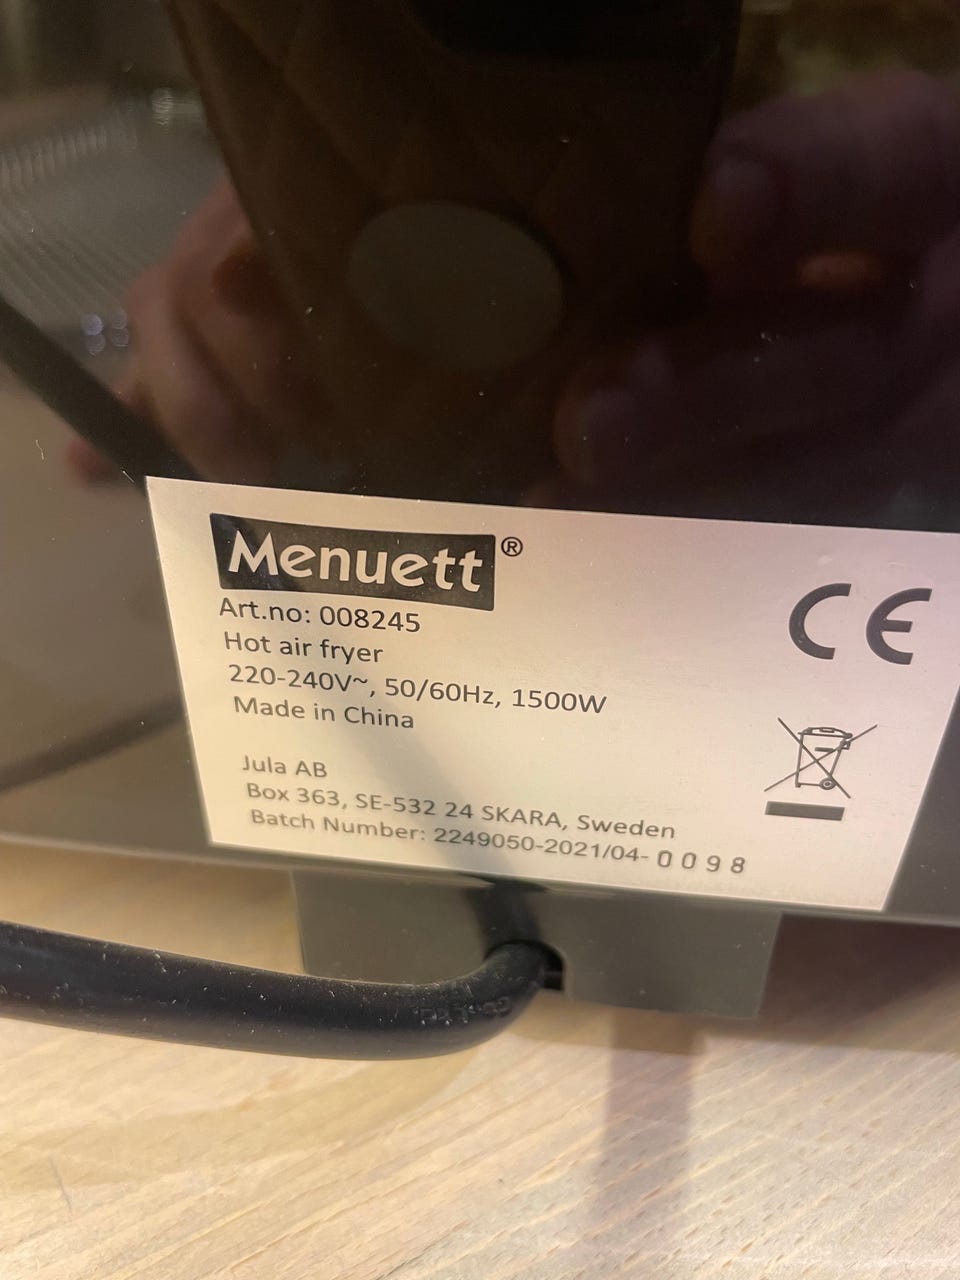 Menuett®
Art.no: 008245
Hot air fryer
220-240V~, 50/60Hz, 1500W
Made in China
Jula AB
Box 363, SE-532 24 SKARA, Sweden
Batch Number: 2249050-2021/04-0098
CE